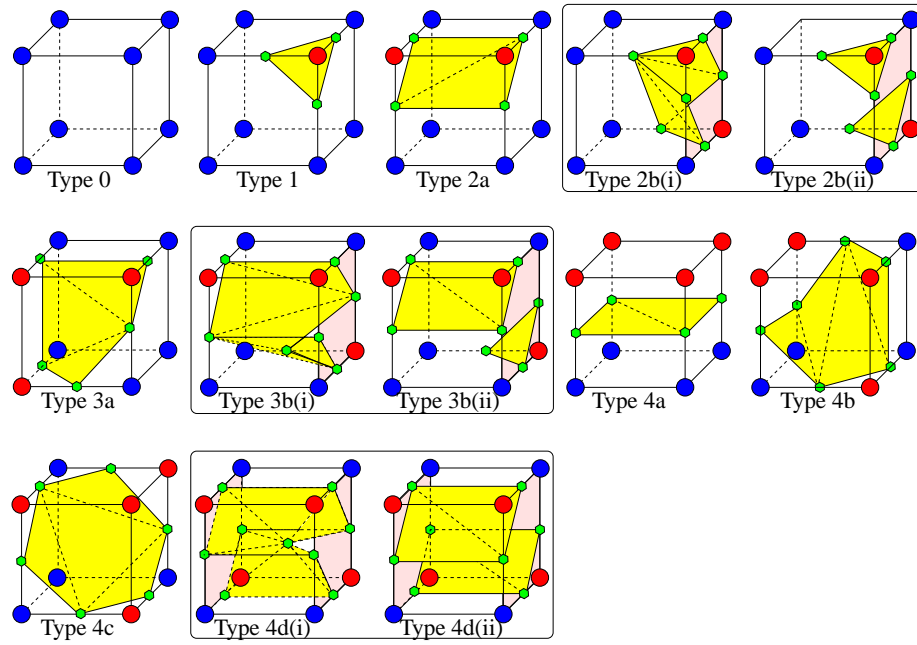 Type 0 Type 1 Type 2a Type 2b(i) Type 2b(ii)
Type 3a Type 3b(i) Type 3b(ii) Type 4a Type 4b
Type 4c Type 4d(i) Type 4d(ii)